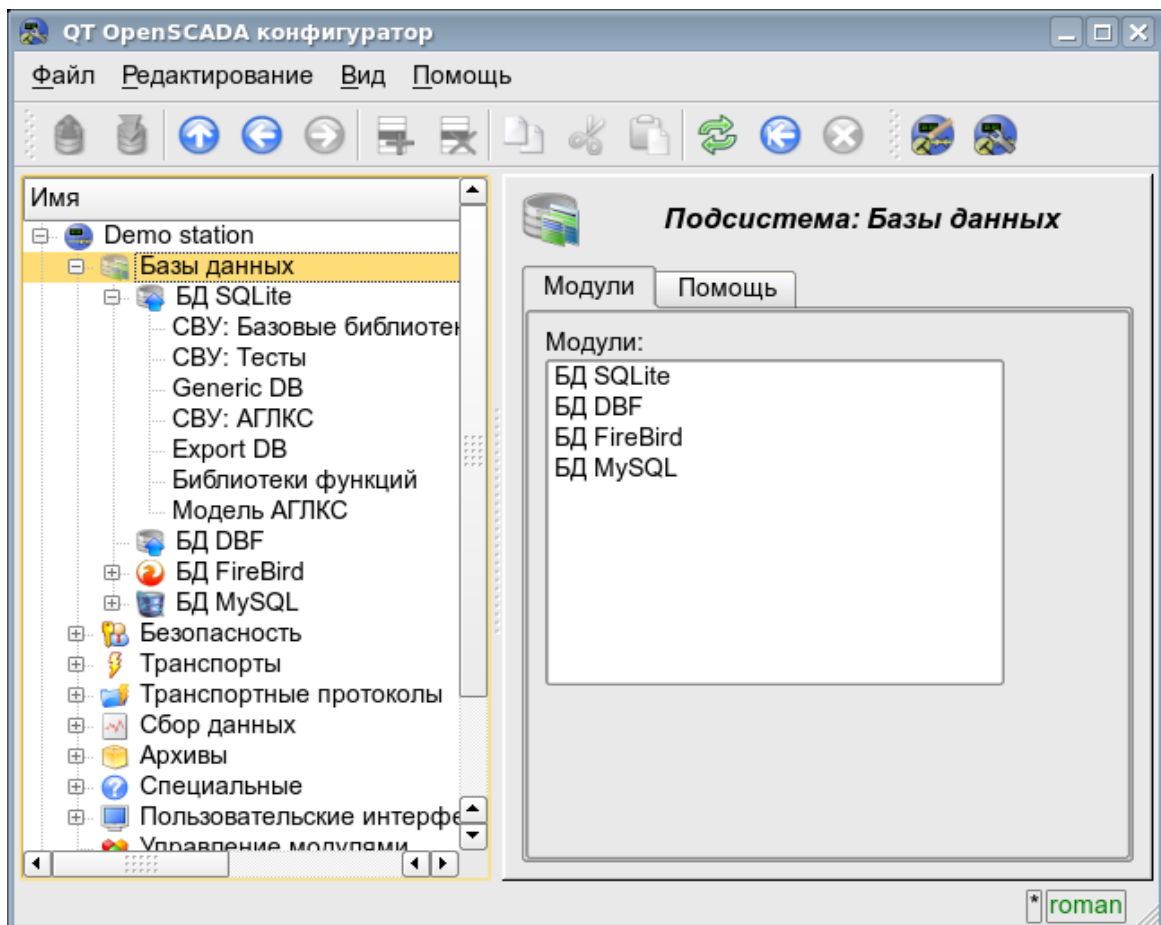 QT OpenSCADA конфигуратор
Файл Редактирование Вид Помощь
Имя
Demo station
Базы данных
БД SQLite
СВУ: Базовые
СВУ: Тесты
Generic DB
СВУ: АГЛКС
Export DB
Библиотеки функций
Модель АГЛКС
БД DBF
БД FireBird
БД MySQL
Безопасность
Транспорты
Транспортные протоколы
Сбор данных
Архивы
Специальные
Пользовательские
Управление модулями
Подсистема: Базы данных
Модули Помощь
Модули:
БД SQLite
БД DBF
БД FireBird
БД MySQL
* roman